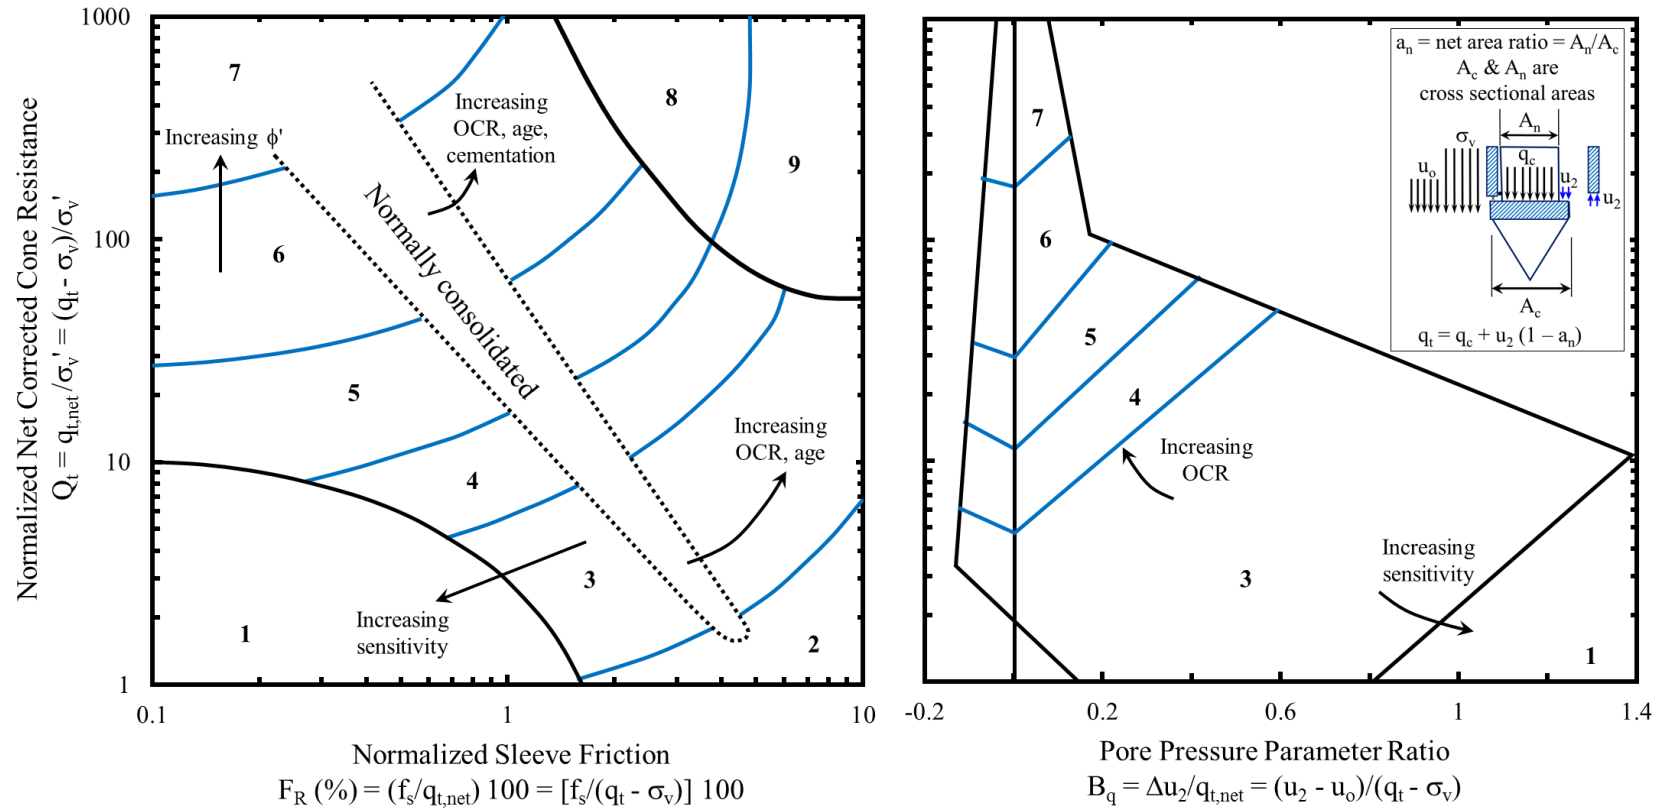 Normalized Net Corrected Cone Resistance
Qt = qt,net/σv' = (qt - σv)/σv'
1000
100
10
1
0.1
1
10
7
Increasing ϕ'
6
5
4
3
1
2
8
9
Increasing
OCR, age,
cementation
Normally consolidated
Increasing
OCR, age
Increasing
sensitivity
Normalized Sleeve Friction
FR (%) = (fs/qt,net) 100 = [fs/(qt - σv)] 100
7
6
5
4
3
1
Increasing
OCR
Increasing
sensitivity
an = net area ratio = An/Ac
Ac & An are
cross sectional areas
An
σv
qc
uo
u2
u2
Ac
qt = qc + u2 (1 – an)
-0.2
0.2
0.6
1
1.4
Pore Pressure Parameter Ratio
Bq = Δu2/qt,net = (u2 - uo)/(qt - σv)